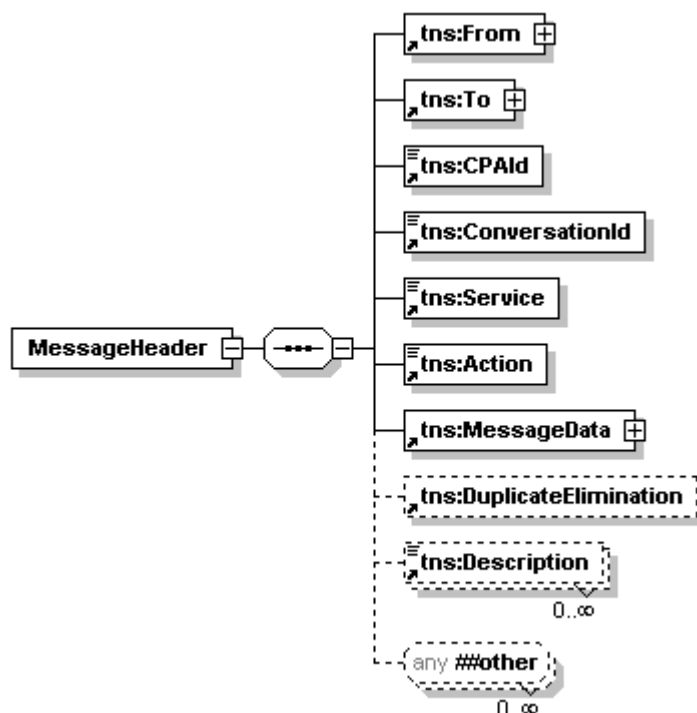 tns:From
tns:To
tns:CPAId
tns:ConversationId
tns:Service
MessageHeader
tns:Action
tns:MessageData
tns:DuplicateElimination
tns:Description
0..∞
any ##other
0..∞